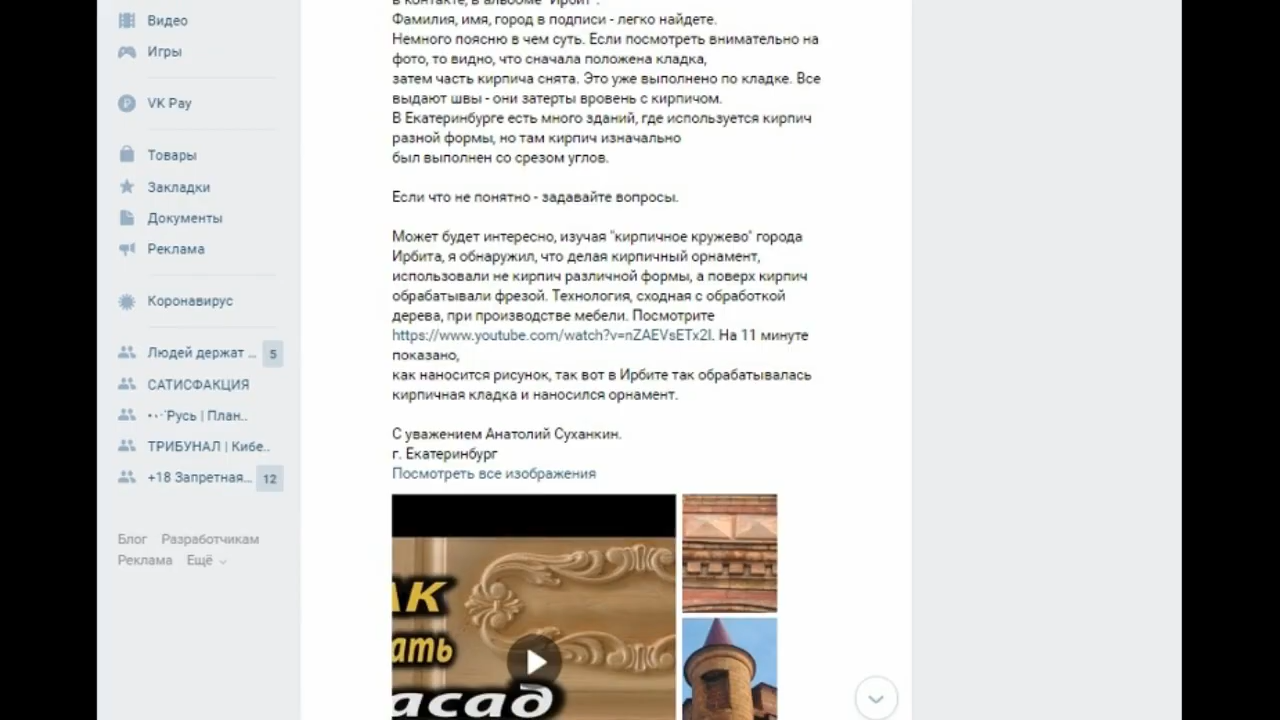 Видео
Игры
VK Pay
Товары
Закладки
Документы
Реклама
Коронавирус
Людей держат ... 5
САТИСФАКЦИЯ
Русь | План..
ТРИБУНАЛ | Кибе..
+18 Запретная... 12
Блог Разработчикам
Реклама Ещё
в контакте, в альбоме "Ирбит".
Фамилия, имя, город в подписи - легко найдете.
Немного поясню в чем суть. Если посмотреть внимательно на
фото, то видно, что сначала положена кладка,
затем часть кирпича снята. Это уже выполнено по кладке. Все
выдают швы - они затерты вровень с кирпичом.
В Екатеринбурге есть много зданий, где используется кирпич
разной формы, но там кирпич изначально
был выполнен со срезом углов.
Если что не понятно - задавайте вопросы.
Может будет интересно, изучая "кирпичное кружево" города
Ирбита, я обнаружил, что делая кирпичный орнамент,
использовали не кирпич различной формы, а поверх кирпич
обрабатывали фрезой. Технология, сходная с обработкой
дерева, при производстве мебели. Посмотрите
https://www.youtube.com/watch?v=nZAEVsETx2I. На 11 минуте
показано,
как наносится рисунок, так вот в Ирбите так обрабатывалась
кирпичная кладка и наносился орнамент.
С уважением Анатолий Суханкин.
г. Екатеринбург
Посмотреть все изображения
АК
ать
асад